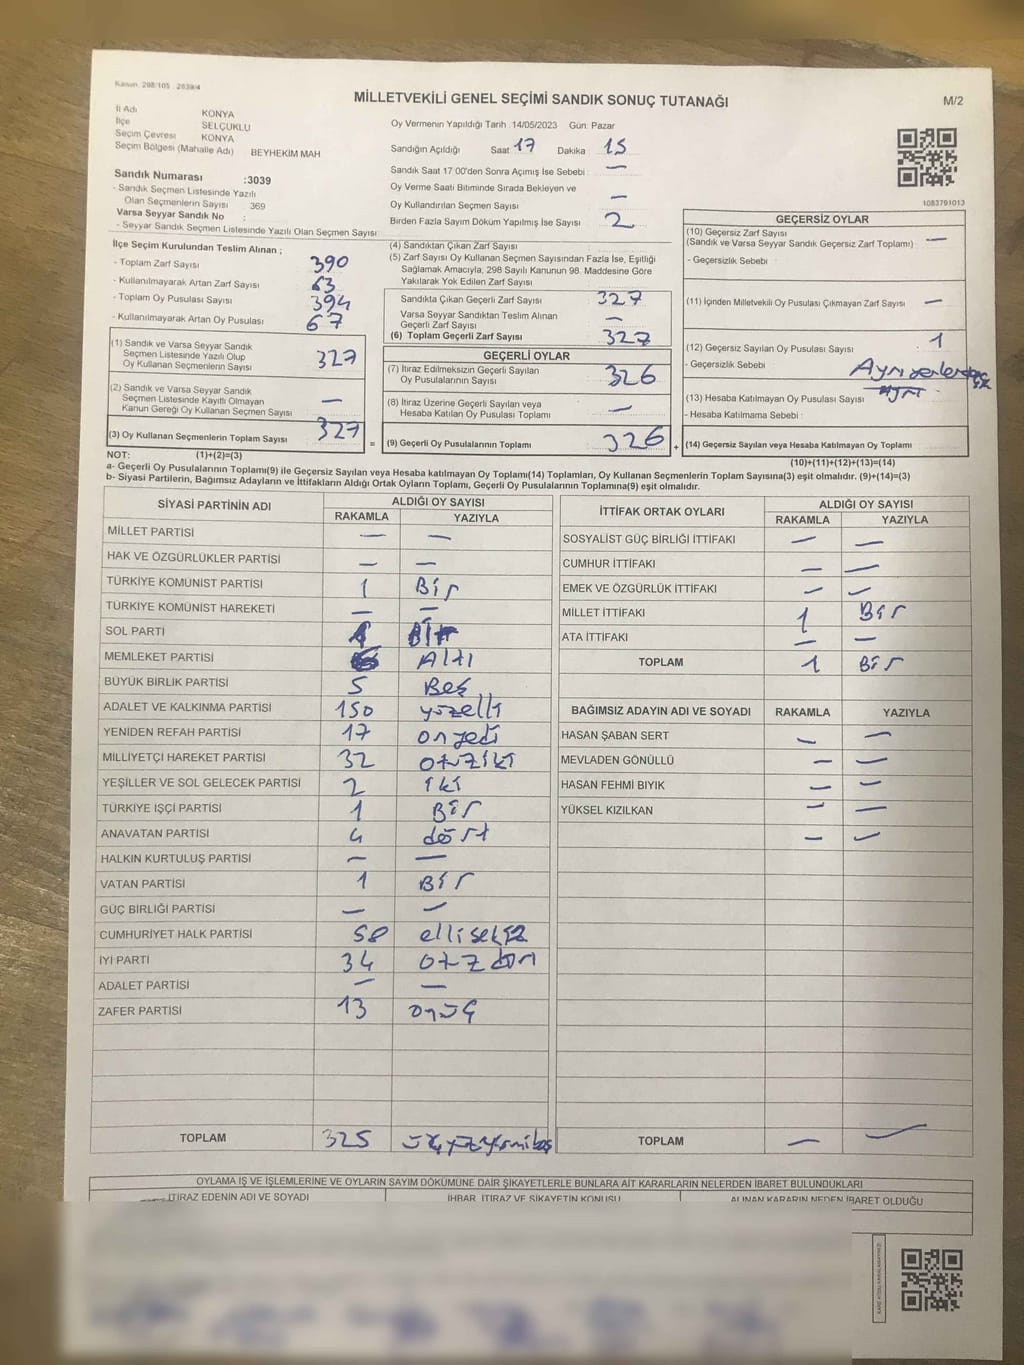 Kanun 298/105 2839/4
MİLLETVEKİLİ GENEL SEÇİMİ SANDIK SONUÇ TUTANAĞI
M/2
İl Adı KONYA
İlçe SELÇUKLU
Seçim Çevresi KONYA
Seçim Bölgesi (Mahalle Adı) BEYHEKİM MAH
Sandık Numarası :3039
- Sandık Seçmen Listesinde Yazılı
Olan Seçmenlerin Sayısı 369
Varsa Seyyar Sandık No :
- Seyyar Sandık Seçmen Listesinde Yazılı Olan Seçmen Sayısı
Oy Vermenin Yapıldığı Tarih :14/05/2023 Gün: Pazar
Sandığın Açıldığı Saat 17 Dakika 15
Sandık Saat 17:00'den Sonra Açımış İse Sebebi : —
Oy Verme Saati Bitiminde Sırada Bekleyen ve
Oy Kullandırılan Seçmen Sayısı —
Birden Fazla Sayım Döküm Yapılmış İse Sayısı 2
1083791013
İlçe Seçim Kurulundan Teslim Alınan ;
- Toplam Zarf Sayısı 390
- Kullanılmayarak Artan Zarf Sayısı 63
- Toplam Oy Pusulası Sayısı 394
- Kullanılmayarak Artan Oy Pusulası 67
(1) Sandık ve Varsa Seyyar Sandık
Seçmen Listesinde Yazılı Olup
Oy Kullanan Seçmenlerin Sayısı 327
(2) Sandık ve Varsa Seyyar Sandık
Seçmen Listesinde Kayıtlı Olmayan
Kanun Gereği Oy Kullanan Seçmen Sayısı —
(3) Oy Kullanan Seçmenlerin Toplam Sayısı 327
(4) Sandıktan Çıkan Zarf Sayısı
(5) Zarf Sayısı Oy Kullanan Seçmen Sayısından Fazla İse, Eşitliği
Sağlamak Amacıyla, 298 Sayılı Kanunun 98. Maddesine Göre
Yakılarak Yok Edilen Zarf Sayısı
Sandıkta Çıkan Geçerli Zarf Sayısı 327
Varsa Seyyar Sandıktan Teslim Alınan
Geçerli Zarf Sayısı —
(6) Toplam Geçerli Zarf Sayısı 327
GEÇERLİ OYLAR
(7) İtiraz Edilmeksizin Geçerli Sayılan
Oy Pusulalarının Sayısı 326
(8) İtiraz Üzerine Geçerli Sayılan veya
Hesaba Katılan Oy Pusulası Toplamı —
= (9) Geçerli Oy Pusulalarının Toplamı 326
GEÇERSİZ OYLAR
(10) Geçersiz Zarf Sayısı
(Sandık ve Varsa Seyyar Sandık Geçersiz Zarf Toplamı) —
- Geçersizlik Sebebi :
(11) İçinden Milletvekili Oy Pusulası Çıkmayan Zarf Sayısı —
(12) Geçersiz Sayılan Oy Pusulası Sayısı 1
- Geçersizlik Sebebi : Ayrı
(13) Hesaba Katılmayan Oy Pusulası Sayısı
- Hesaba Katılmama Sebebi :
+ (14) Geçersiz Sayılan veya Hesaba Katılmayan Oy Toplamı
NOT: (1)+(2)=(3)
(10)+(11)+(12)+(13)=(14)
a- Geçerli Oy Pusulalarının Toplamı(9) ile Geçersiz Sayılan veya Hesaba katılmayan Oy Toplamı(14) Toplamları, Oy Kullanan Seçmenlerin Toplam Sayısına(3) eşit olmalıdır. (9)+(14)=(3)
b- Siyasi Partilerin, Bağımsız Adayların ve İttifakların Aldığı Ortak Oyların Toplamı, Geçerli Oy Pusulalarının Toplamına(9) eşit olmalıdır.
SİYASİ PARTİNİN ADI ALDIĞI OY SAYISI
RAKAMLA YAZIYLA
MİLLET PARTİSİ — —
HAK VE ÖZGÜRLÜKLER PARTİSİ — —
TÜRKİYE KOMÜNİST PARTİSİ 1 Bir
TÜRKİYE KOMÜNİST HAREKETİ — —
SOL PARTİ
MEMLEKET PARTİSİ 6 Altı
BÜYÜK BİRLİK PARTİSİ 5 Beş
ADALET VE KALKINMA PARTİSİ 150 yüzelli
YENİDEN REFAH PARTİSİ 17 onyedi
MİLLİYETÇİ HAREKET PARTİSİ 32 otuziki
YEŞİLLER VE SOL GELECEK PARTİSİ 2 iki
TÜRKİYE İŞÇİ PARTİSİ 1 Bir
ANAVATAN PARTİSİ 4 dört
HALKIN KURTULUŞ PARTİSİ — —
VATAN PARTİSİ 1 Bir
GÜÇ BİRLİĞİ PARTİSİ — —
CUMHURİYET HALK PARTİSİ 58 ellisekiz
İYİ PARTİ 34 otuzdört
ADALET PARTİSİ — —
ZAFER PARTİSİ 13 onüç
TOPLAM 325 üçyüzyirmibeş
İTTİFAK ORTAK OYLARI ALDIĞI OY SAYISI
RAKAMLA YAZIYLA
SOSYALİST GÜÇ BİRLİĞİ İTTİFAKI — —
CUMHUR İTTİFAKI — —
EMEK VE ÖZGÜRLÜK İTTİFAKI — —
MİLLET İTTİFAKI 1 Bir
ATA İTTİFAKI — —
TOPLAM 1 Bir
BAĞIMSIZ ADAYIN ADI VE SOYADI RAKAMLA YAZIYLA
HASAN ŞABAN SERT — —
MEVLADEN GÖNÜLLÜ — —
HASAN FEHMİ BIYIK — —
YÜKSEL KIZILKAN — —
— —
TOPLAM — —
OYLAMA İŞ VE İŞLEMLERİNE VE OYLARIN SAYIM DÖKÜMÜNE DAİR ŞİKAYETLERLE BUNLARA AİT KARARLARIN NELERDEN İBARET BULUNDUKLARI
İTİRAZ EDENİN ADI VE SOYADI İHBAR, İTİRAZ VE ŞİKAYETİN KONUSU ALINAN KARARIN NEDEN İBARET OLDUĞU